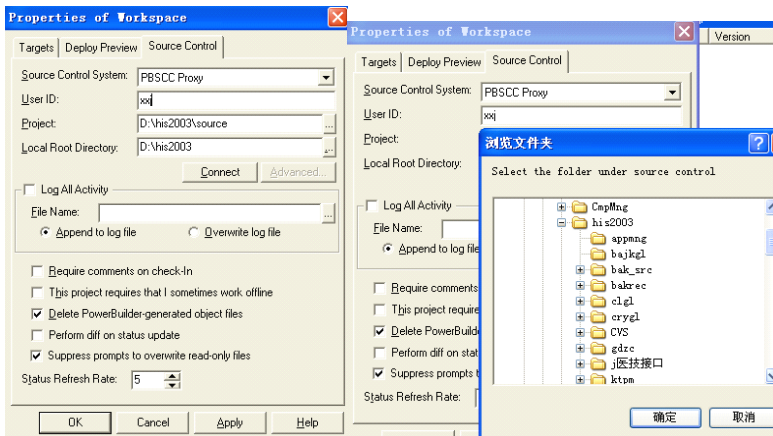 Properties of Workspace
Targets
Deploy Preview
Source Control
Source Control System:
PBSCC Proxy
User ID:
xxj
Project:
D:\his2003\source
...
Local Root Directory:
D:\his2003
...
Connect
Advanced...
Log All Activity
File Name:
...
Append to log file
Overwrite log file
Require comments on check-In
This project requires that I sometimes work offline
Delete PowerBuilder-generated object files
Perform diff on status update
Suppress prompts to overwrite read-only files
Status Refresh Rate:
5
OK
Cancel
Apply
Help
Properties of Workspace
Targets
Deploy Preview
Source Control
Source Control System:
PBSCC Proxy
User ID:
xxj
Project:
Local Root Directory:
Log All Activity
File Name:
Append to log file
Require comments
This project require
Delete PowerBuilde
Perform diff on stat
Suppress prompts t
Status Refresh Rate:
Version
浏览文件夹
Select the folder under source control
CmpMng
his2003
appmng
bajkgl
bak_src
bakrec
clgl
crygl
CVS
gdzc
j医技接口
ktpm
确定
取消